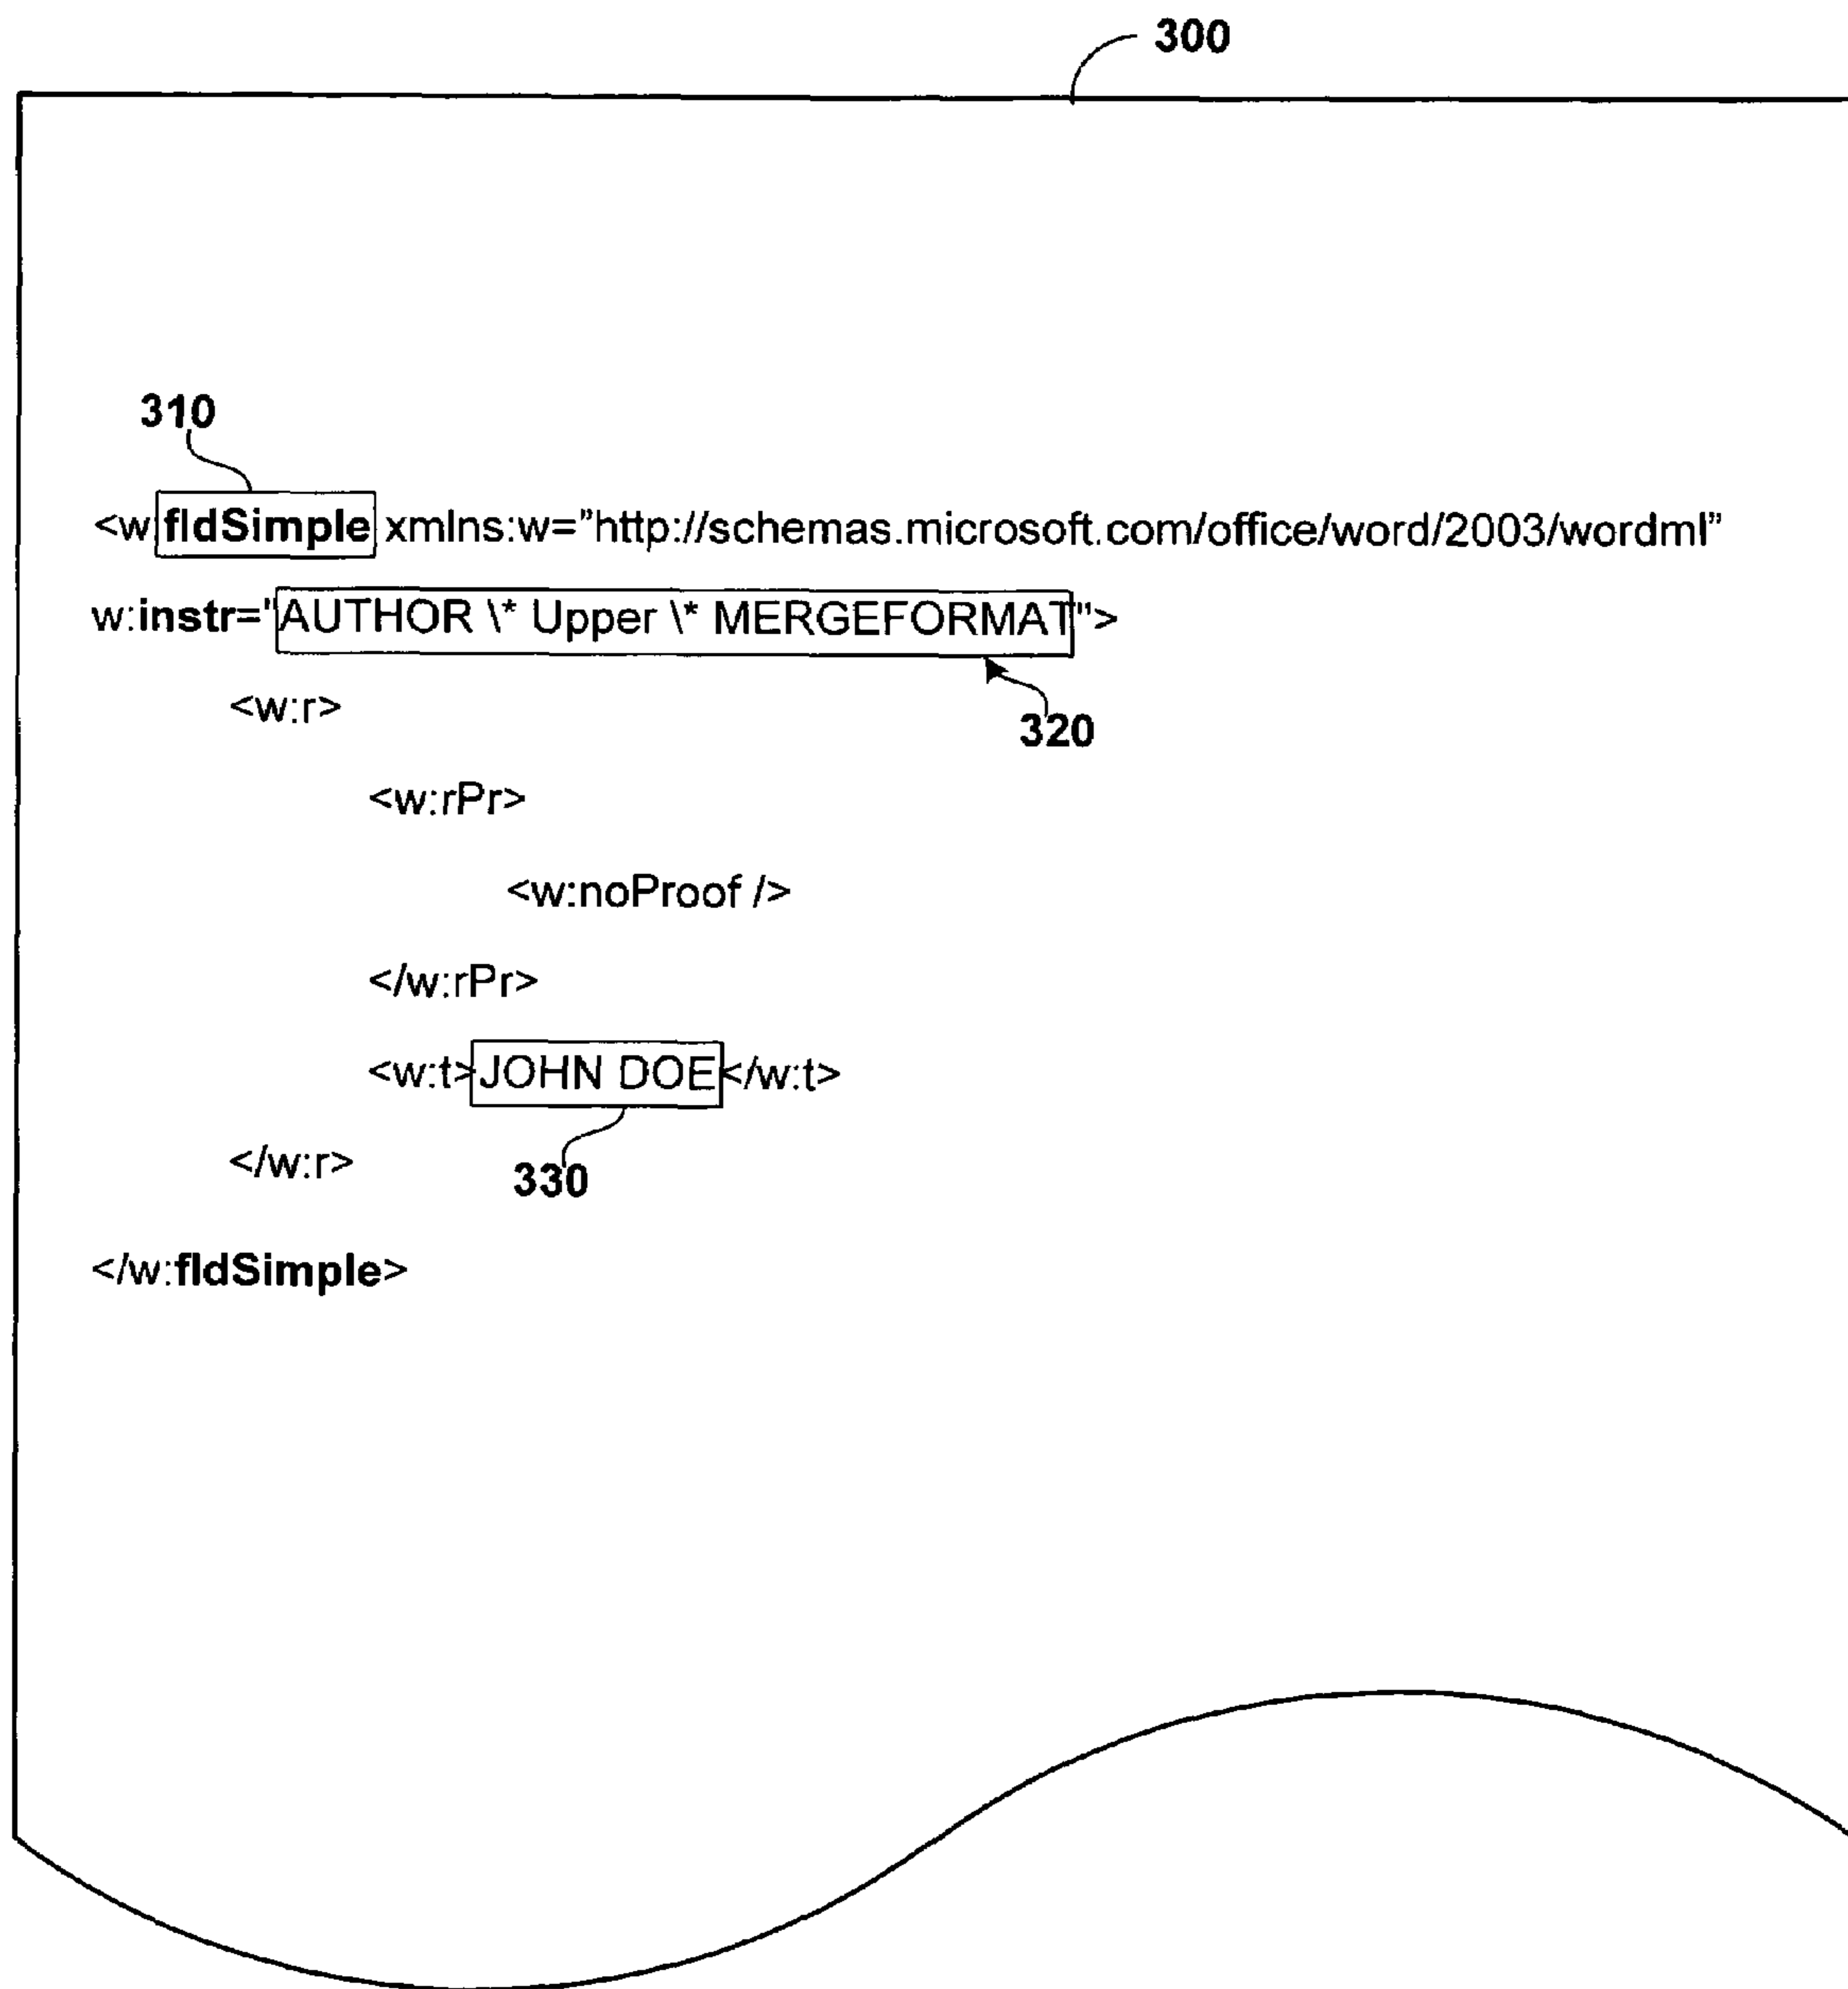 300
310
<w fldSimple xmlns:w="http://schemas.microsoft.com/office/word/2003/wordml”
w:instr="AUTHOR \* Upper \* MERGEFORMAT">
<w:r>
320
<w:rPr>
<w:noProof />
</w:rPr>
<w:t>JOHN DOE</w:t>
</w:r>
330
</w:fldSimple>